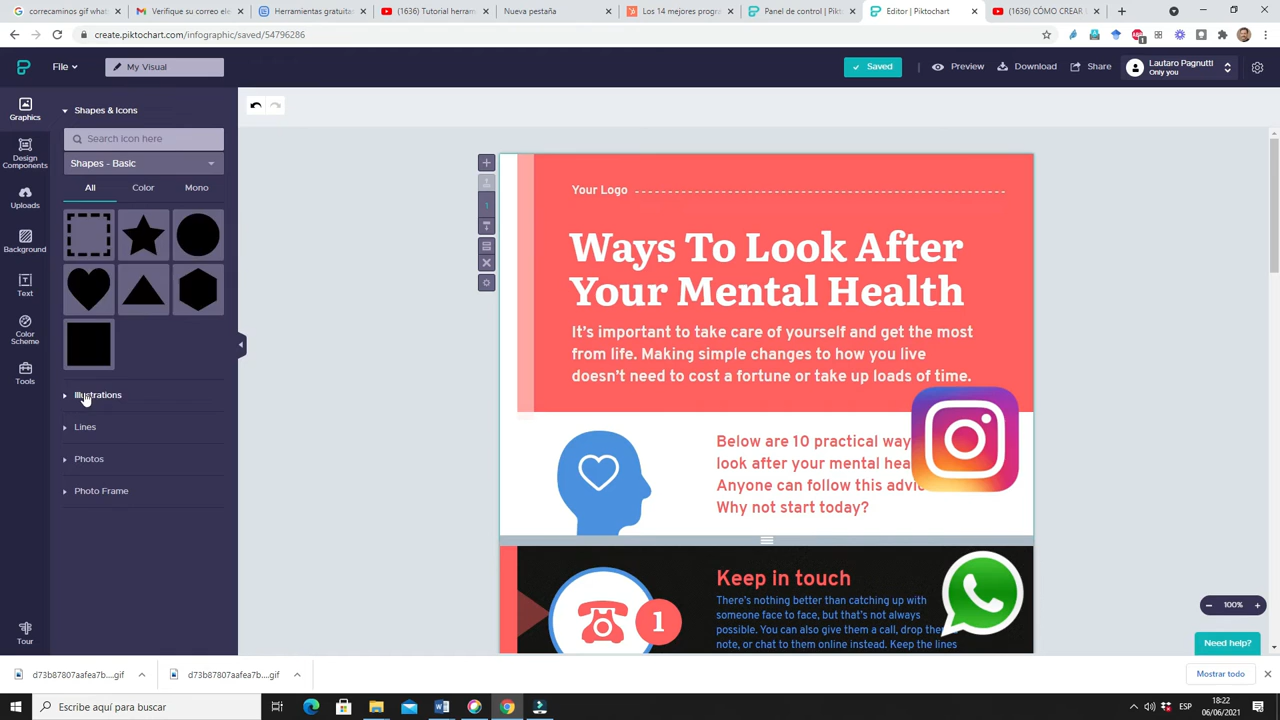 correcaminos gif what
Verifique su correo ele
Herramientas gratuita
(1636) Tutorial herram
Nueva pestaña
Los 14 mejores progra
Panel de control | Pikt
Editor | Piktochart
(1636) CÓMO CREAR
create.piktochart.com/infographic/saved/54796286
File
My Visual
Saved
Preview
Download
Share
Lautaro Pagnutti
Only you
Graphics
Design
Components
Uploads
Background
Text
Color
Scheme
Tools
Tour
Shapes & Icons
Search icon here
Shapes - Basic
All
Color
Mono
Illustrations
Lines
Photos
Photo Frame
1
Your Logo
Ways To Look After
Your Mental Health
It's important to take care of yourself and get the most
from life. Making simple changes to how you live
doesn't need to cost a fortune or take up loads of time.
Below are 10 practical way
look after your mental hea
Anyone can follow this advi
Why not start today?
1
Keep in touch
There's nothing better than catching up with
someone face to face, but that's not always
possible. You can also give them a call, drop the
note, or chat to them online instead. Keep the lines
100%
Need help?
d73b87807aafea7b....gif
d73b87807aafea7b....gif
Mostrar todo
Escribe aquí para buscar
ESP
18:22
06/06/2021